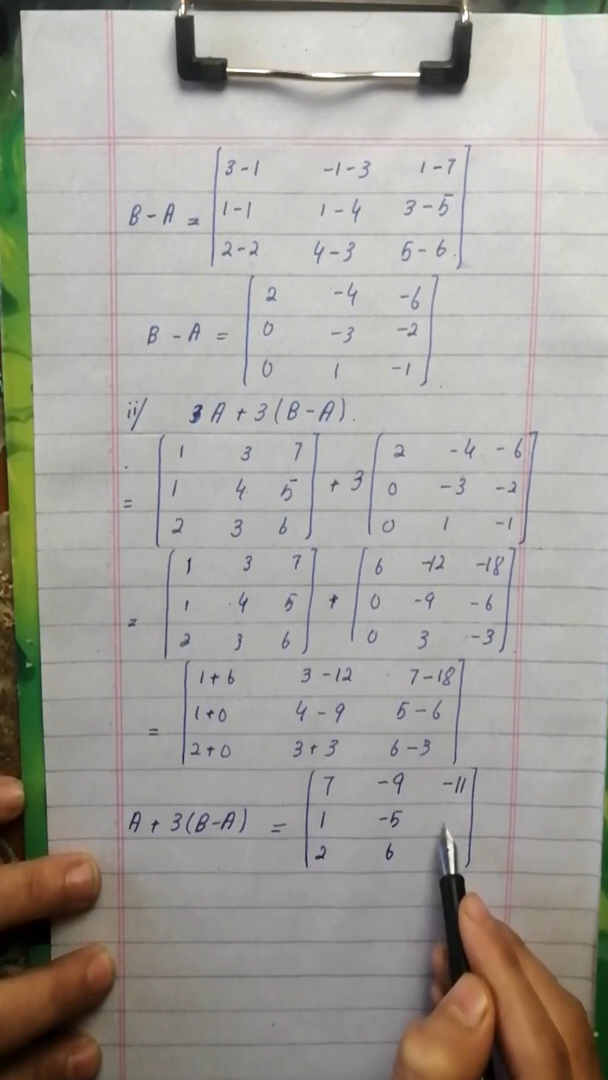 3-1 -1-3 1-7
B-A = 1-1 1-4 3-5
2-2 4-3 5-6.
2 -4 -6
B-A = 0 -3 -2
0 1 -1
ii/ 3A+3(B-A).
1 3 7 2 -4 -6
= 1 4 5 + 3 0 -3 -2
2 3 6 0 1 -1
1 3 7 6 -12 -18
= 1 4 5 + 0 -9 -6
2 3 6 0 3 -3
1+6 3-12 7-18
= 1+0 4-9 5-6
2+0 3+3 6-3
7 -9 -11
A+3(B-A) = 1 -5
2 6